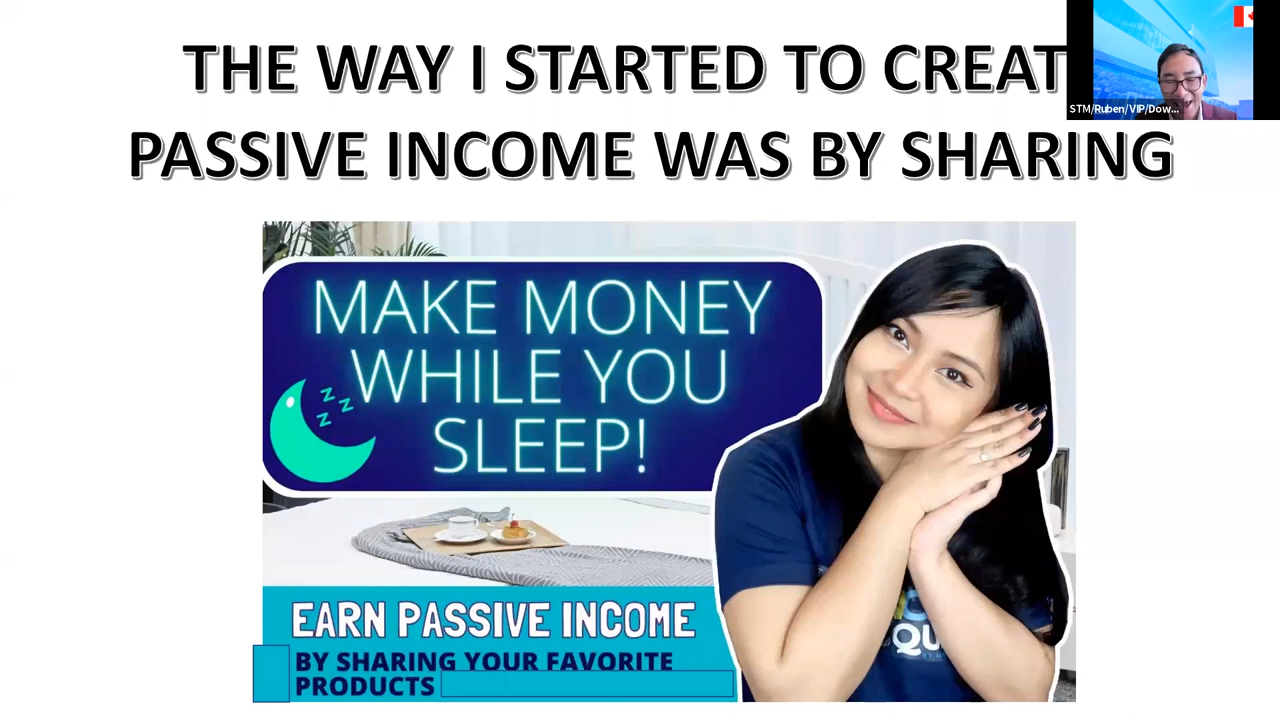 THE WAY I STARTED TO CREAT
PASSIVE INCOME WAS BY SHARING
STM/Ruben/VIP/Dow...
MAKE MONEY
WHILE YOU
SLEEP!
z z z
EARN PASSIVE INCOME
BY SHARING YOUR FAVORITE
PRODUCTS
QU